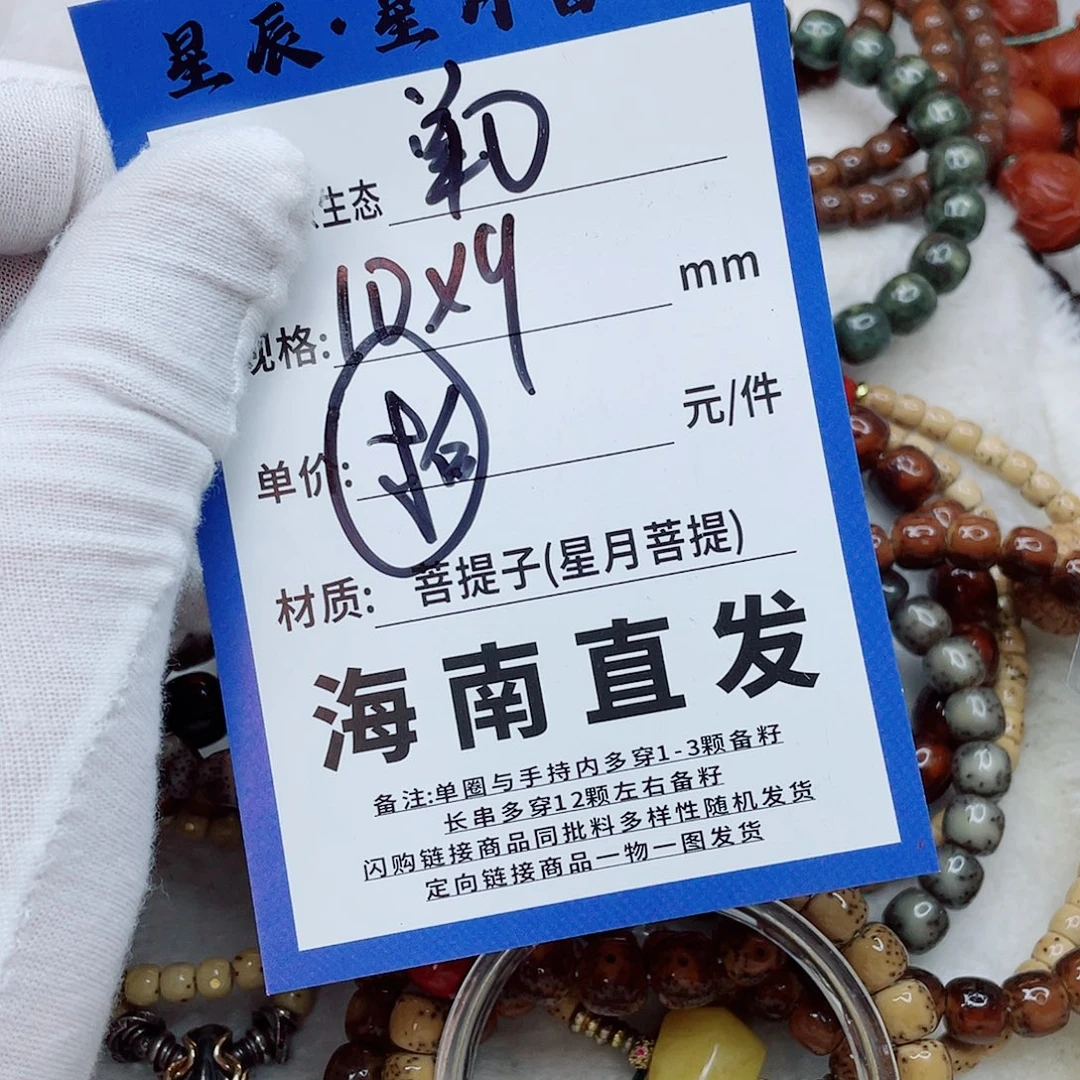 星辰·星月菩
生态 单O
规格: 10x9 mm
单价: 拾 元/件
材质: 菩提子(星月菩提)
海南直发
备注:单圈与手持内多穿1-3颗备籽
长串多穿12颗左右备籽
闪购链接商品同批料多样性随机发货
定向链接商品一物一图发货